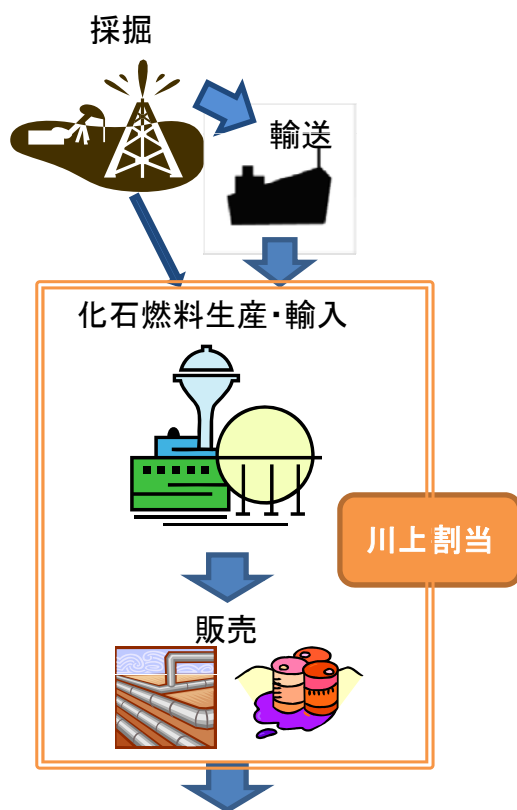 採掘
輸送
化石燃料生産・輸入
川上割当
販売